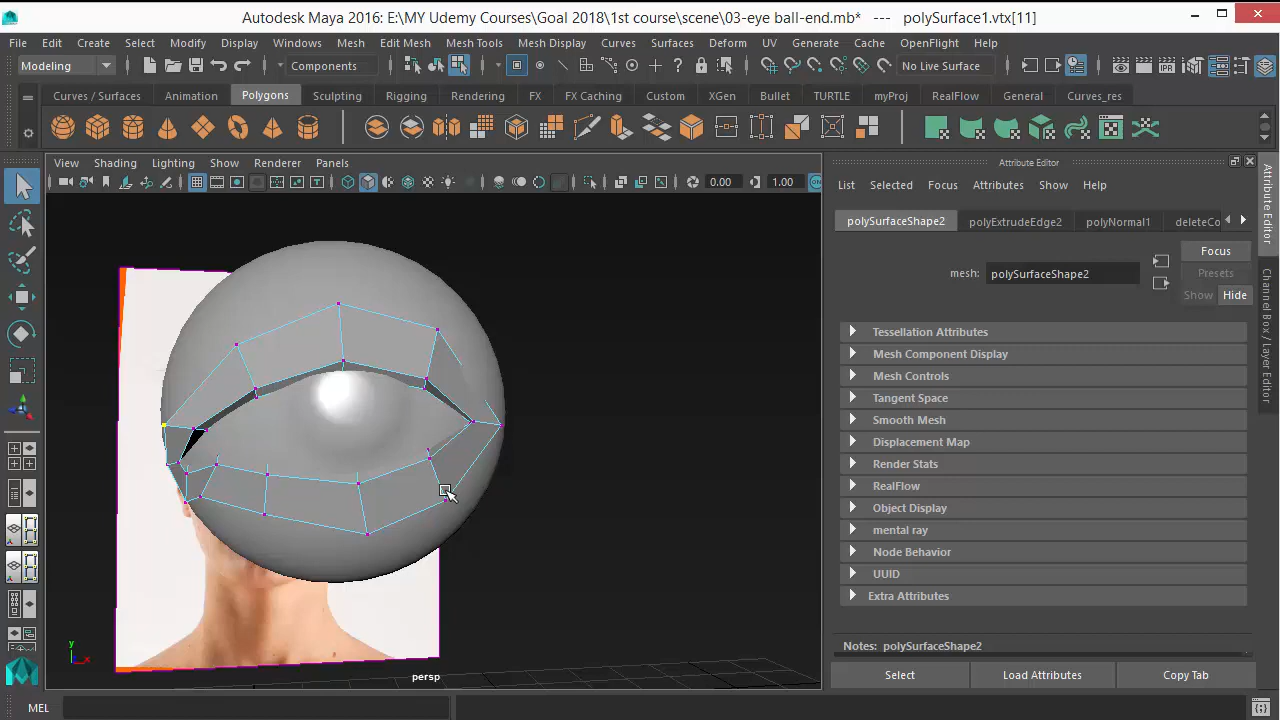 Autodesk Maya 2016: E:\MY Udemy Courses\Goal 2018\1st course\scene\03-eye ball-end.mb* --- polySurface1.vtx[11]
File Edit Create Select Modify Display Windows Mesh Edit Mesh Mesh Tools Mesh Display Curves Surfaces Deform UV Generate Cache OpenFlight Help
Modeling Components No Live Surface
Curves / Surfaces Animation Polygons Sculpting Rigging Rendering FX FX Caching Custom XGen Bullet TURTLE myProj RealFlow General Curves_res
View Shading Lighting Show Renderer Panels
0.00 1.00
Attribute Editor
List Selected Focus Attributes Show Help
polySurfaceShape2 polyExtrudeEdge2 polyNormal1 deleteCo
Focus
Presets
mesh: polySurfaceShape2
Show Hide
Tessellation Attributes
Mesh Component Display
Mesh Controls
Tangent Space
Smooth Mesh
Displacement Map
Render Stats
RealFlow
Object Display
mental ray
Node Behavior
UUID
Extra Attributes
Notes: polySurfaceShape2
Select Load Attributes Copy Tab
Attribute Editor
Channel Box / Layer Editor
y
x
persp
MEL